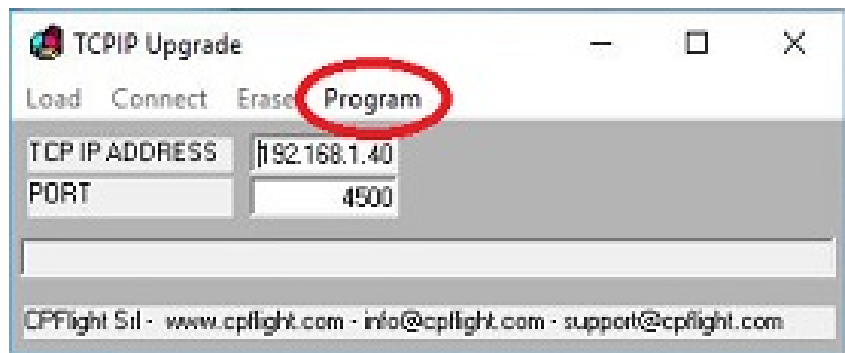 TCPIP Upgrade
Load Connect Erase Program
TCP IP ADDRESS 192.168.1.40
PORT 4500
CPFlight Srl - www.cpflight.com - info@cpflight.com - support@cpflight.com